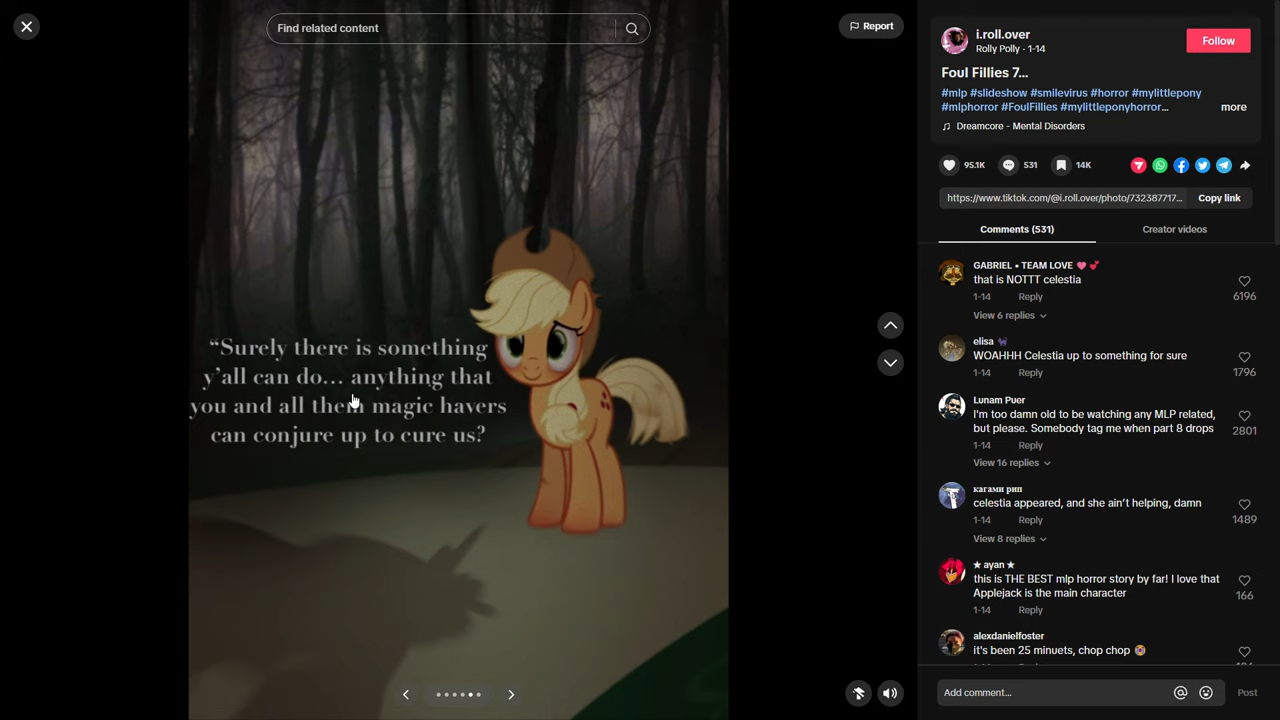 Find related content
Report
"Surely there is something
y'all can do... anything that
you and all them magic havers
can conjure up to cure us?
i.roll.over
Rolly Polly · 1-14
Follow
Foul Fillies 7...
#mlp #slideshow #smilevirus #horror #mylittlepony
#mlphorror #FoulFillies #mylittleponyhorror...
more
Dreamcore - Mental Disorders
95.1K
531
14K
https://www.tiktok.com/@i.roll.over/photo/732387717...
Copy link
Comments (531)
Creator videos
GABRIEL • TEAM LOVE 💗 💕
that is NOTTT celestia
1-14
Reply
6196
View 6 replies
elisa 🐈‍⬛
WOAHHH Celestia up to something for sure
1-14
Reply
1796
Lunam Puer
I'm too damn old to be watching any MLP related,
but please. Somebody tag me when part 8 drops
1-14
Reply
2801
View 16 replies
кагами рип
celestia appeared, and she ain't helping, damn
1-14
Reply
1489
View 8 replies
★ ayan ★
this is THE BEST mlp horror story by far! I love that
Applejack is the main character
1-14
Reply
166
alexdanielfoster
it's been 25 minuets, chop chop 😭
Add comment...
Post